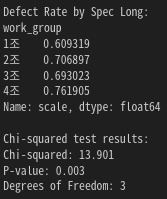 Defect Rate by Spec Long:
work_group
1조    0.609319
2조    0.706897
3조    0.693023
4조    0.761905
Name: scale, dtype: float64

Chi-squared test results:
Chi-squared: 13.901
P-value: 0.003
Degrees of Freedom: 3